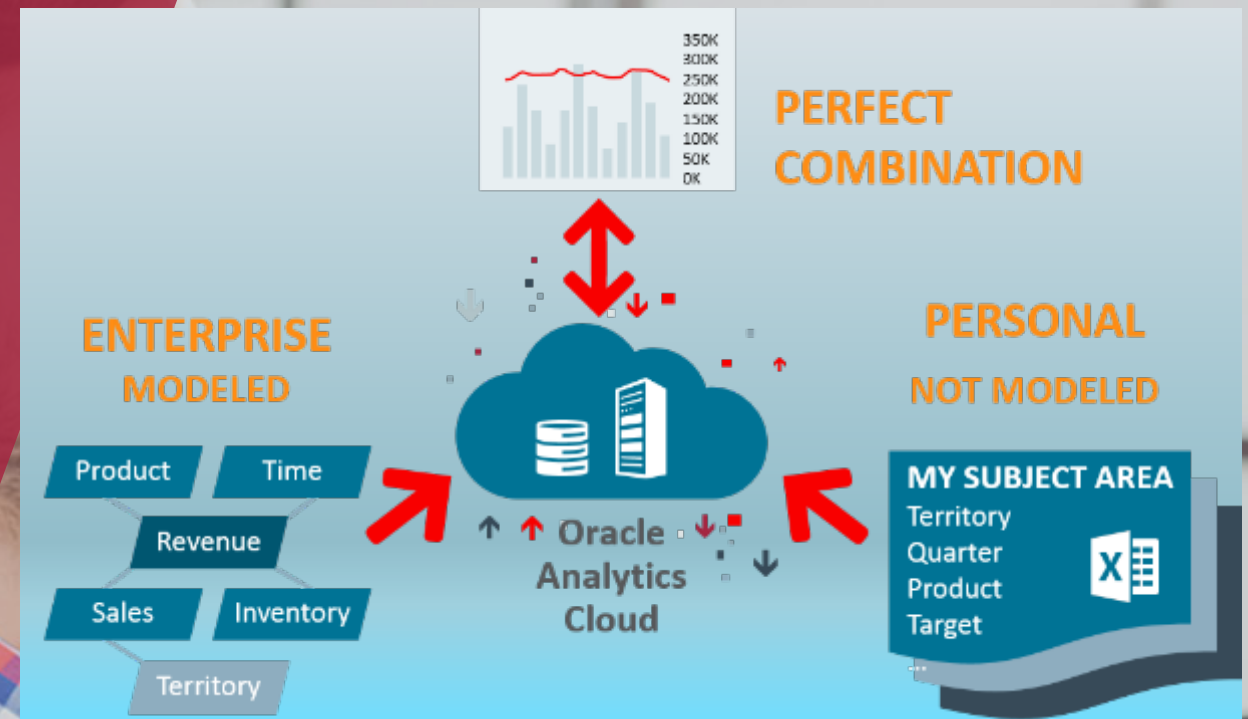 350K
300K
250K
200K
150K
100K
50K
0K
PERFECT
COMBINATION
ENTERPRISE
MODELED
Product
Time
Revenue
Sales
Inventory
Territory
Oracle
Analytics
Cloud
PERSONAL
NOT MODELED
MY SUBJECT AREA
Territory
Quarter
Product
Target
...
X